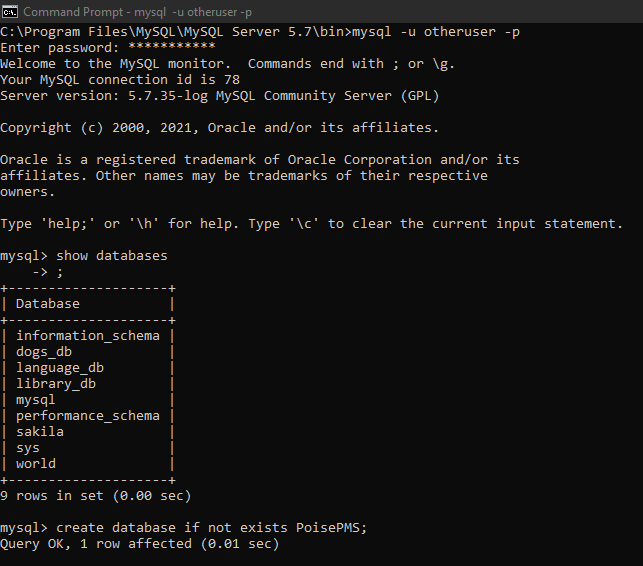 Command Prompt - mysql -u otheruser -p
C:\Program Files\MySQL\MySQL Server 5.7\bin>mysql -u otheruser -p
Enter password: ***********
Welcome to the MySQL monitor.  Commands end with ; or \g.
Your MySQL connection id is 78
Server version: 5.7.35-log MySQL Community Server (GPL)

Copyright (c) 2000, 2021, Oracle and/or its affiliates.

Oracle is a registered trademark of Oracle Corporation and/or its
affiliates. Other names may be trademarks of their respective
owners.

Type 'help;' or '\h' for help. Type '\c' to clear the current input statement.

mysql> show databases
    -> ;
+--------------------+
| Database           |
+--------------------+
| information_schema |
| dogs_db            |
| language_db        |
| library_db         |
| mysql              |
| performance_schema |
| sakila             |
| sys                |
| world              |
+--------------------+
9 rows in set (0.00 sec)

mysql> create database if not exists PoisePMS;
Query OK, 1 row affected (0.01 sec)